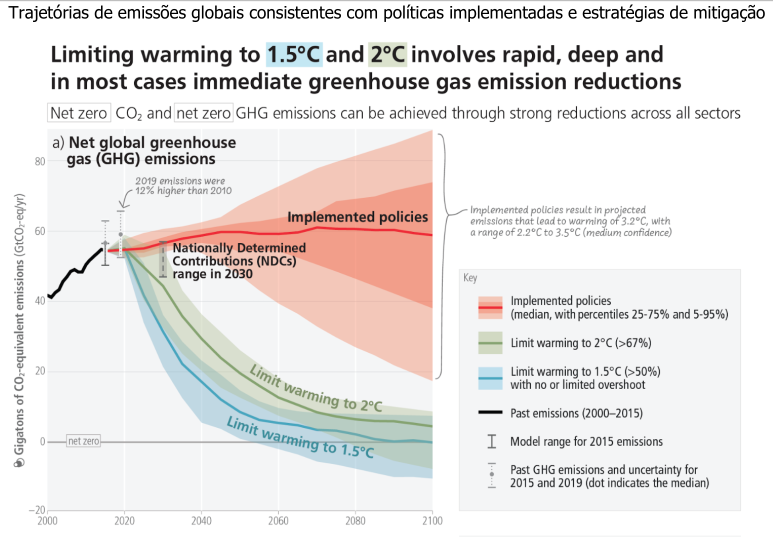 Trajetórias de emissões globais consistentes com políticas implementadas e estratégias de mitigação
Limiting warming to 1.5°C and 2°C involves rapid, deep and
in most cases immediate greenhouse gas emission reductions
Net zero CO₂ and net zero GHG emissions can be achieved through strong reductions across all sectors
a) Net global greenhouse
gas (GHG) emissions
80
2019 emissions were
12% higher than 2010
60
Implemented policies
Implemented policies result in projected
emissions that lead to warming of 3.2°C, with
a range of 2.2°C to 3.5°C (medium confidence)
Nationally Determined
Contributions (NDCs)
range in 2030
Gigatons of CO₂-equivalent emissions (GtCO₂-eq/yr)
40
20
Limit warming to 2°C
Limit warming to 1.5°C
0
net zero
−20
2000
2020
2040
2060
2080
2100
Key
Implemented policies
(median, with percentiles 25-75% and 5-95%)
Limit warming to 2°C (>67%)
Limit warming to 1.5°C (>50%)
with no or limited overshoot
Past emissions (2000–2015)
Model range for 2015 emissions
Past GHG emissions and uncertainty for
2015 and 2019 (dot indicates the median)